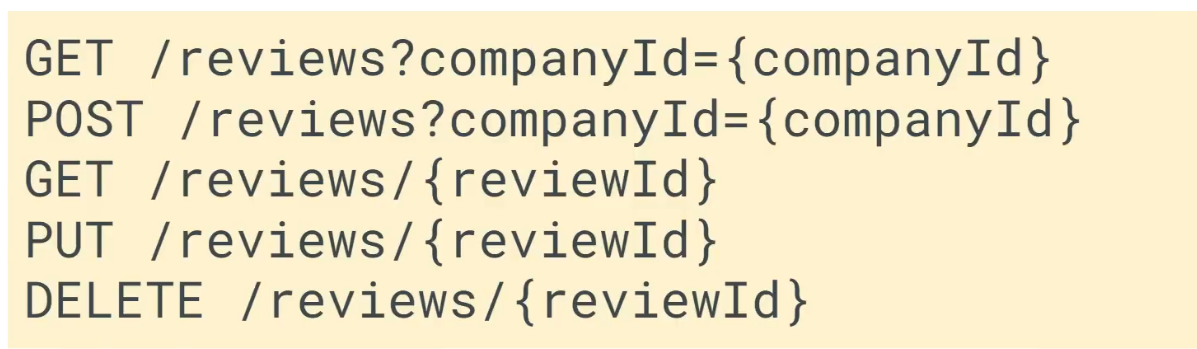 GET /reviews?companyId={companyId}
POST /reviews?companyId={companyId}
GET /reviews/{reviewId}
PUT /reviews/{reviewId}
DELETE /reviews/{reviewId}